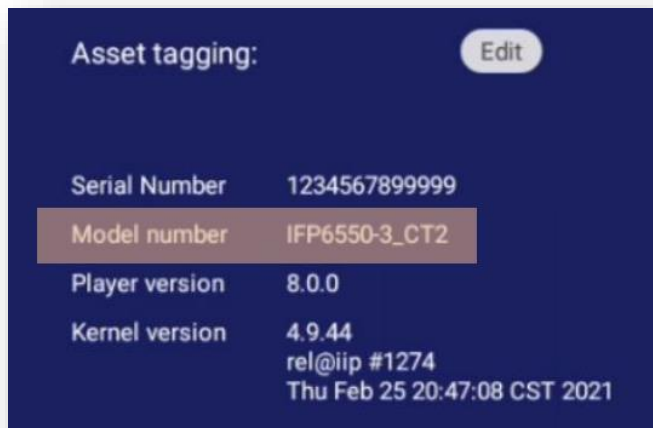 Asset tagging: Edit
Serial Number 1234567899999
Model number IFP6550-3_CT2
Player version 8.0.0
Kernel version 4.9.44
rel@iip #1274
Thu Feb 25 20:47:08 CST 2021